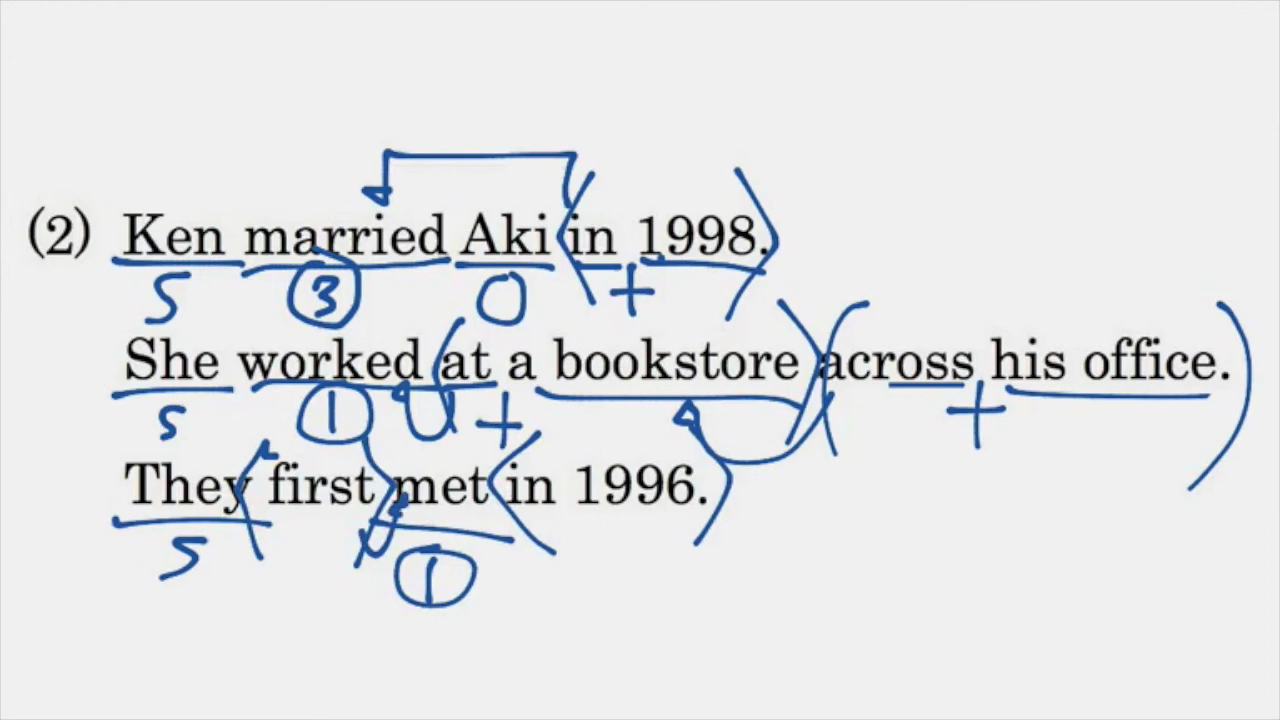 (2) Ken married Aki in 1998.
S ③ O +
She worked at a bookstore across his office.
S ① + +
They first met in 1996.
S ①